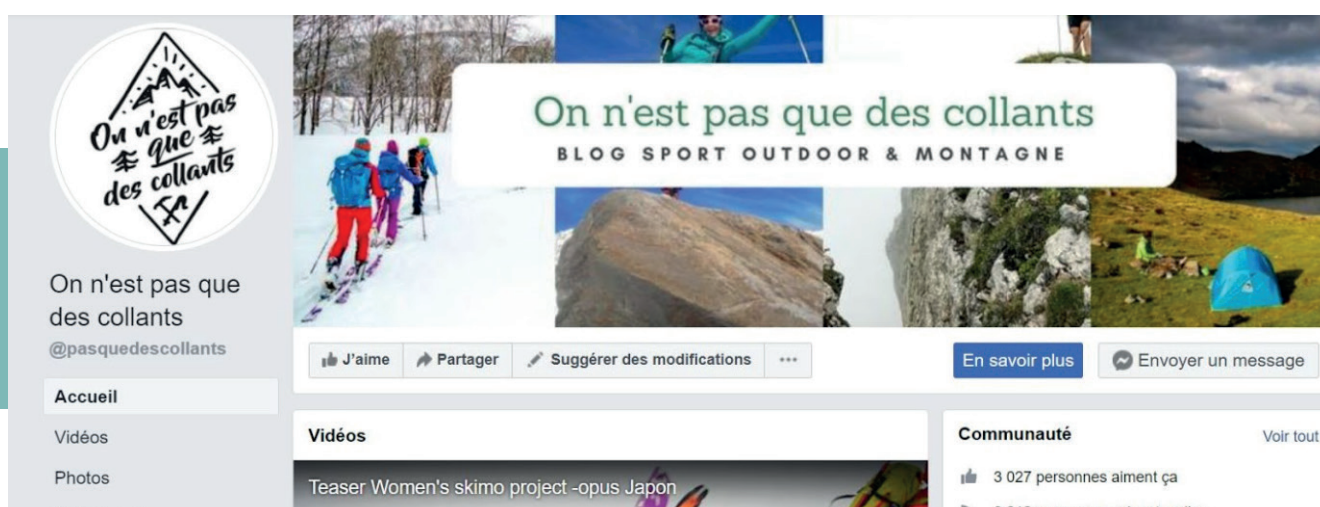 On n'est pas
que
des collants
On n'est pas que des collants
BLOG SPORT OUTDOOR & MONTAGNE
On n'est pas que
des collants
@pasquedescollants
J'aime
Partager
Suggérer des modifications
En savoir plus
Envoyer un message
Accueil
Vidéos
Photos
Vidéos
Teaser Women's skimo project -opus Japon
Communauté
Voir tout
3 027 personnes aiment ça